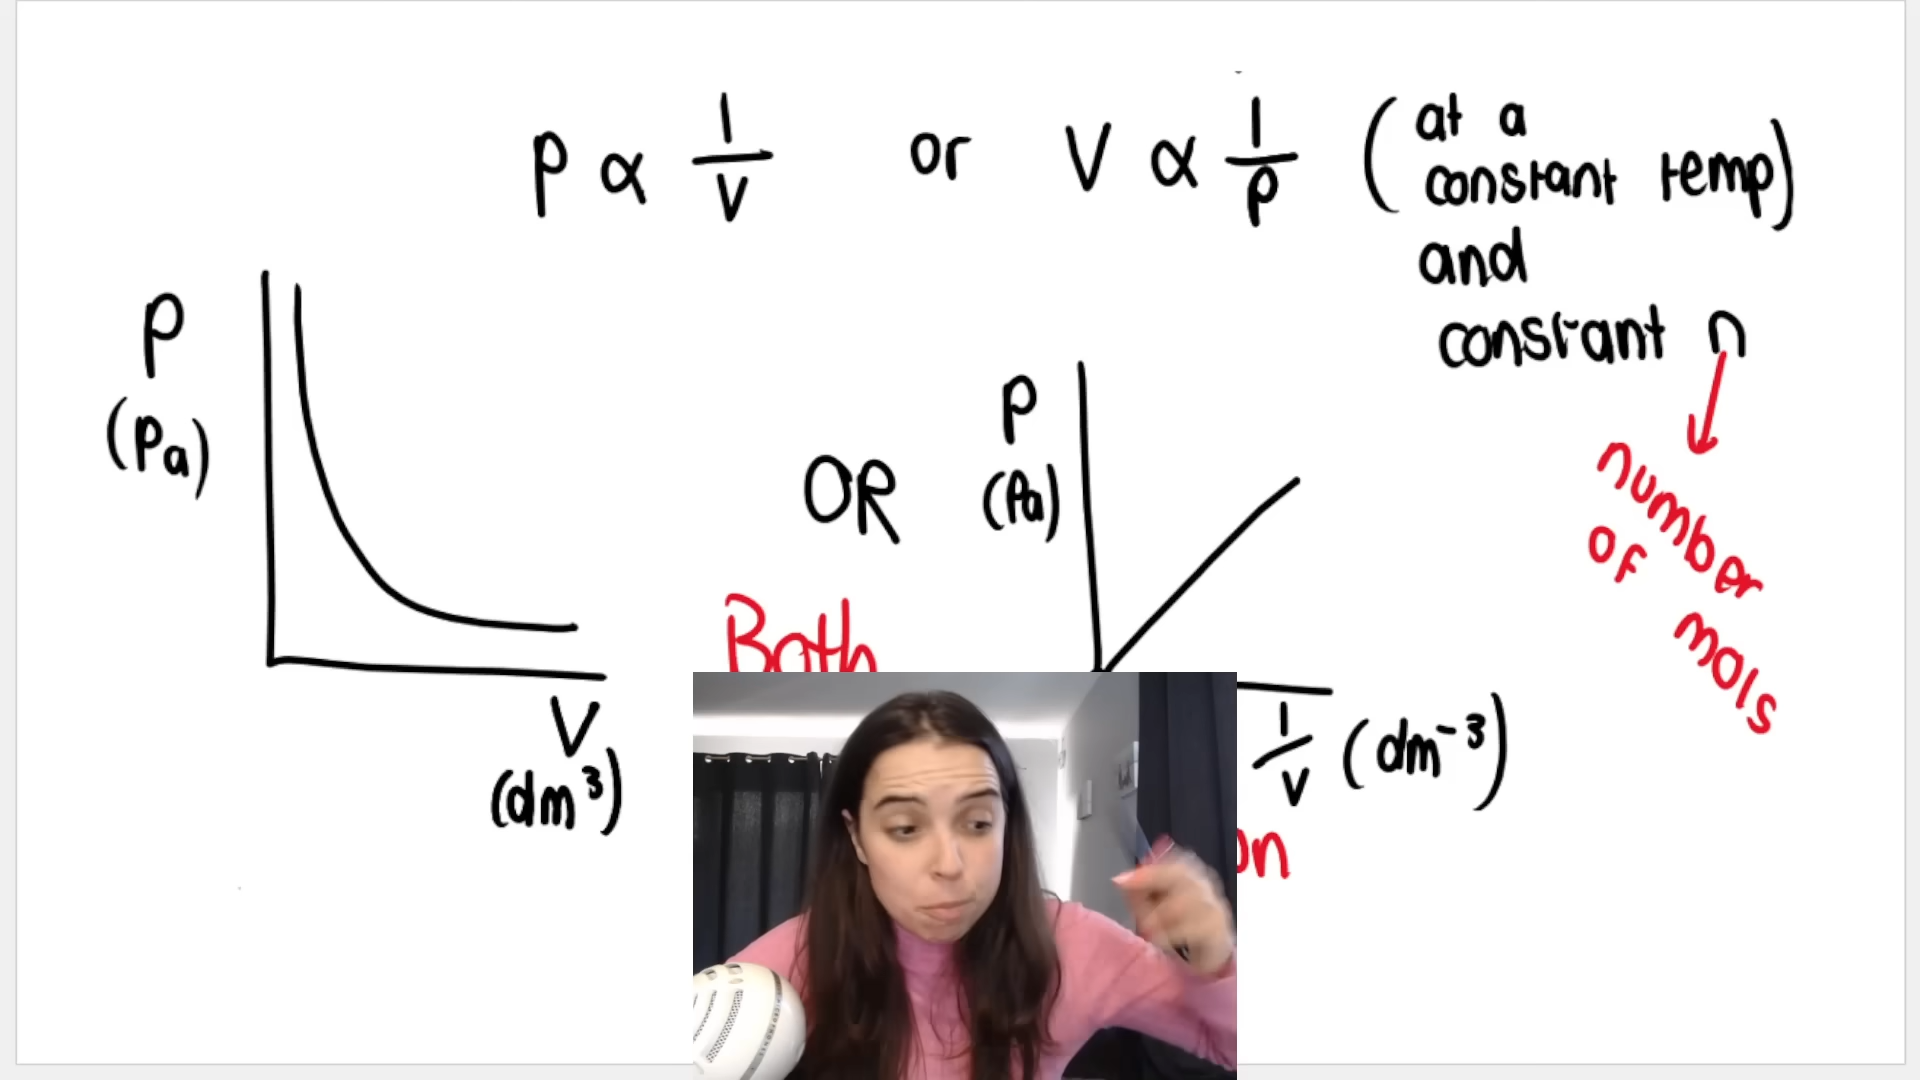 p ∝ 1/V or V ∝ 1/p (at a constant temp)
and
constant n
number
of
mols
p
(Pa)
V
(dm³)
OR
Both
p
(Pa)
1/V (dm⁻³)